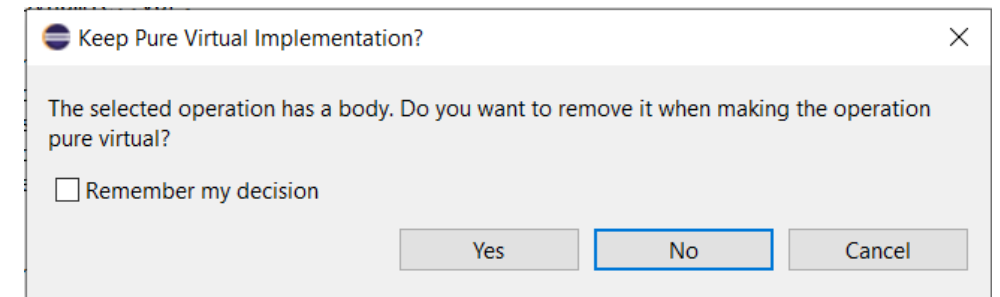 Keep Pure Virtual Implementation?
The selected operation has a body. Do you want to remove it when making the operation
pure virtual?
Remember my decision
Yes
No
Cancel